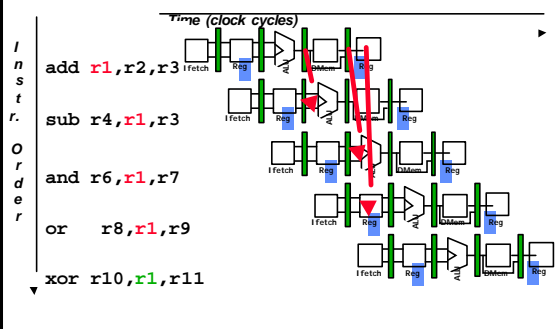 Time (clock cycles)
I
n
s
t
r.
O
r
d
e
r
add r1,r2,r3
Ifetch Reg ALU DMem Reg
sub r4,r1,r3
Ifetch Reg ALU DMem Reg
and r6,r1,r7
Ifetch Reg ALU DMem Reg
or r8,r1,r9
Ifetch Reg ALU DMem Reg
xor r10,r1,r11
Ifetch Reg ALU DMem Reg